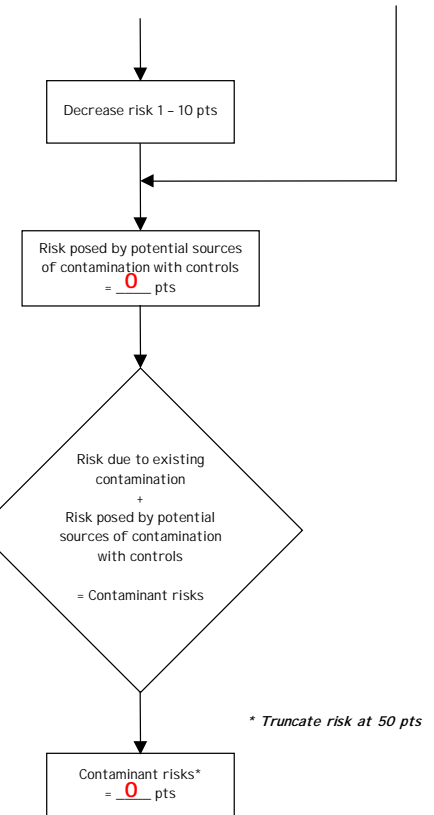 Decrease risk 1 – 10 pts
Risk posed by potential sources
of contamination with controls
= 0 pts
Risk due to existing
contamination
+
Risk posed by potential
sources of contamination
with controls
= Contaminant risks
* Truncate risk at 50 pts
Contaminant risks*
= 0 pts